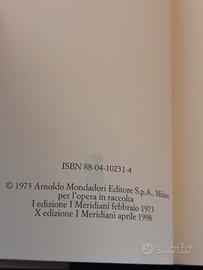 ISBN 88-04-10231-4
© 1973 Arnoldo Mondadori Editore S.p.A., Milano
per l'opera in raccolta
I edizione I Meridiani febbraio 1973
X edizione I Meridiani aprile 1998
subito